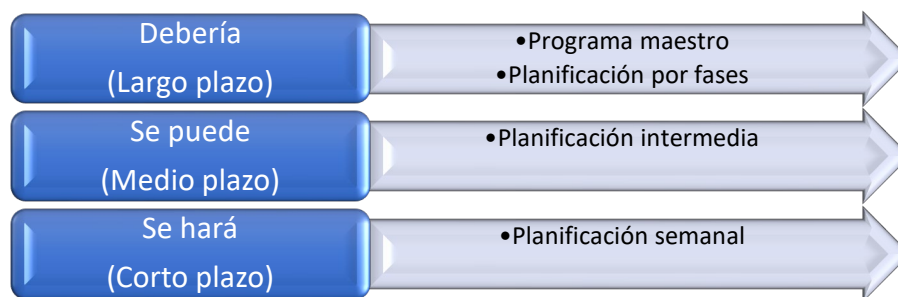 Debería
(Largo plazo)
•Programa maestro
•Planificación por fases
Se puede
(Medio plazo)
•Planificación intermedia
Se hará
(Corto plazo)
•Planificación semanal